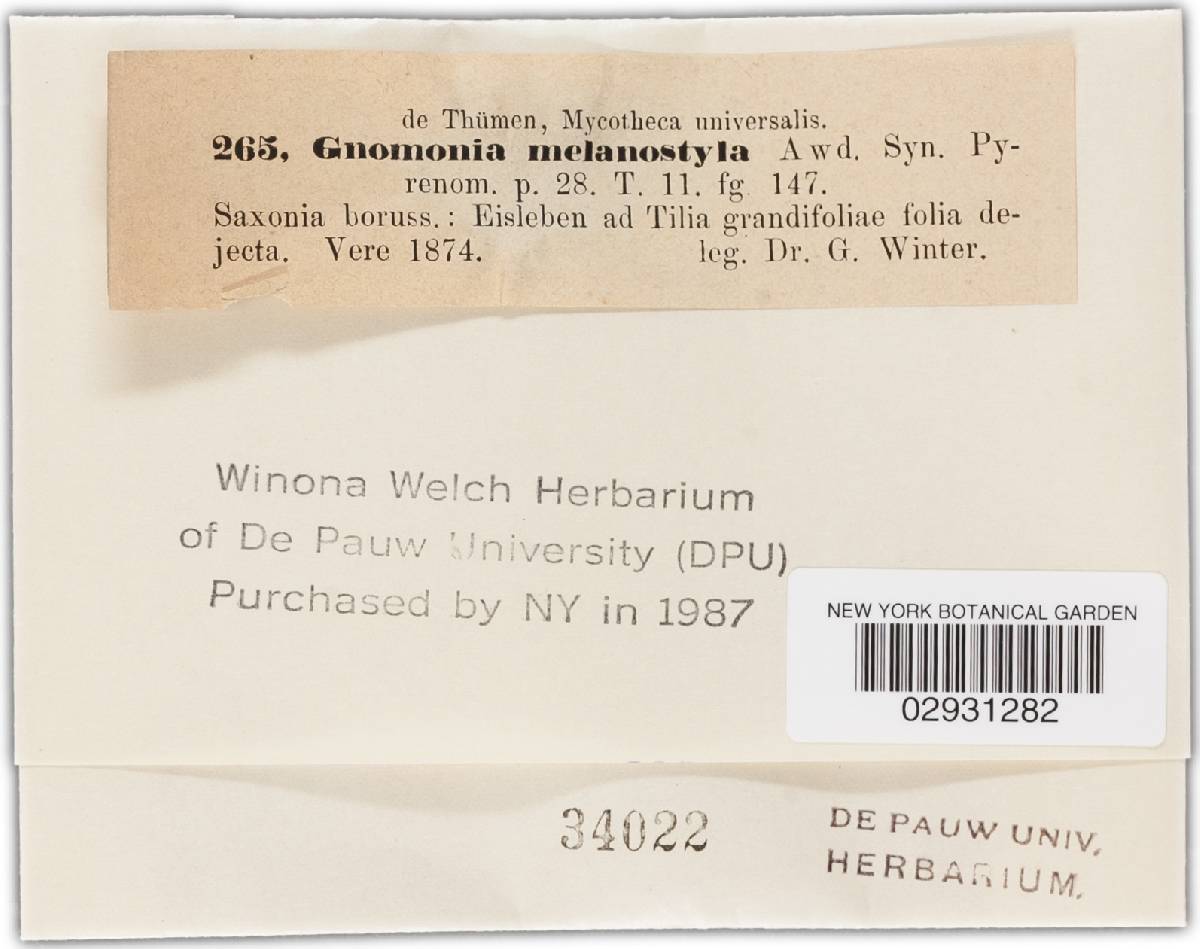 de Thümen, Mycotheca universalis.
265, Gnomonia melanostyla Awd. Syn. Py-
renom. p. 28. T. 11. fg 147.
Saxonia boruss.: Eisleben ad Tilia grandifoliae folia de-
jecta. Vere 1874. leg. Dr. G. Winter.
Winona Welch Herbarium
of De Pauw University (DPU)
Purchased by NY in 1987
NEW YORK BOTANICAL GARDEN
02931282
34022
DE PAUW UNIV.
HERBARIUM.